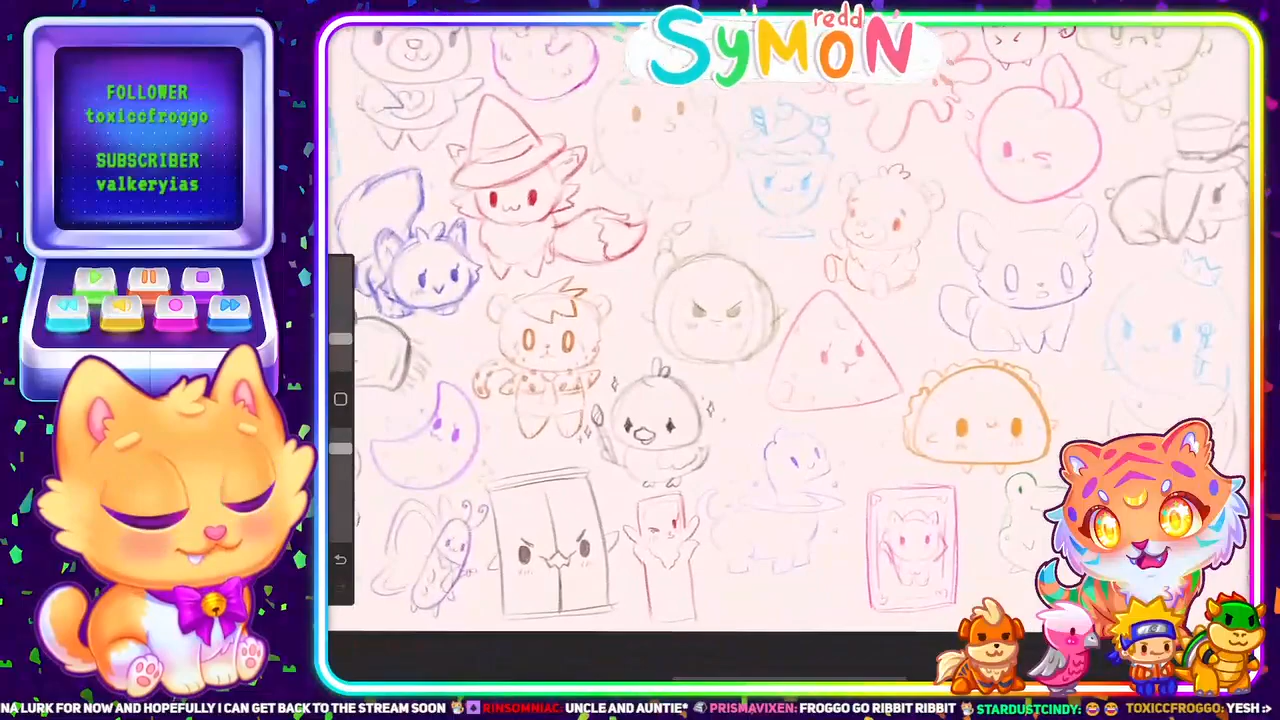 redd
SyMON
FOLLOWER
toxiccfroggo
SUBSCRIBER
valkeryias
NA LURK FOR NOW AND HOPEFULLY I CAN GET BACK TO THE STREAM SOON RINSOMNIAC: UNCLE AND AUNTIE* PRISMAVIXEN: FROGGO GO RIBBIT RIBBIT STARDUSTCINDY: TOXICCFROGGO: YESH :>